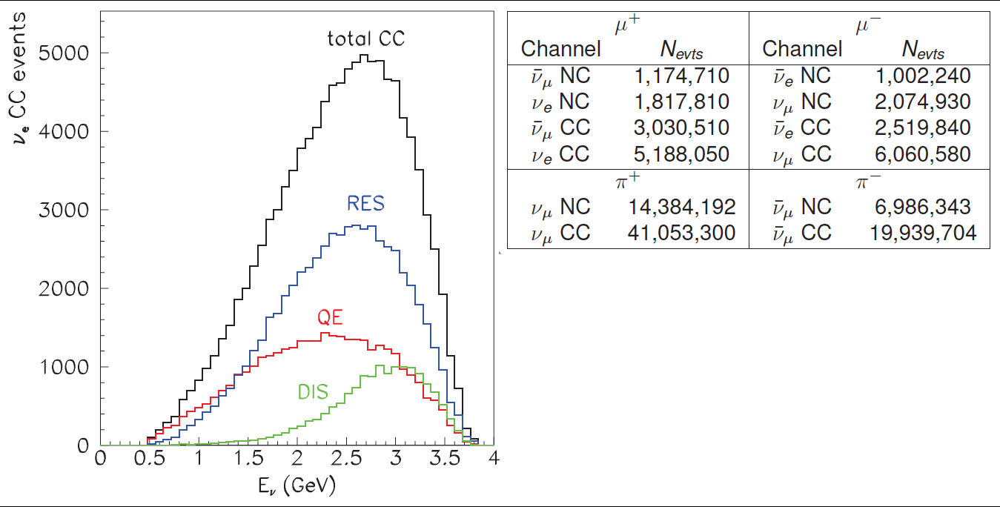 total CC
RES
QE
DIS
ν_e CC events
5000
4000
3000
2000
1000
0
0 0.5 1 1.5 2 2.5 3 3.5 4
E_ν (GeV)
μ⁺ μ⁻
Channel N_evts Channel N_evts
ν̄_μ NC 1,174,710 ν̄_e NC 1,002,240
ν_e NC 1,817,810 ν_μ NC 2,074,930
ν̄_μ CC 3,030,510 ν̄_e CC 2,519,840
ν_e CC 5,188,050 ν_μ CC 6,060,580
π⁺ π⁻
ν_μ NC 14,384,192 ν̄_μ NC 6,986,343
ν_μ CC 41,053,300 ν̄_μ CC 19,939,704